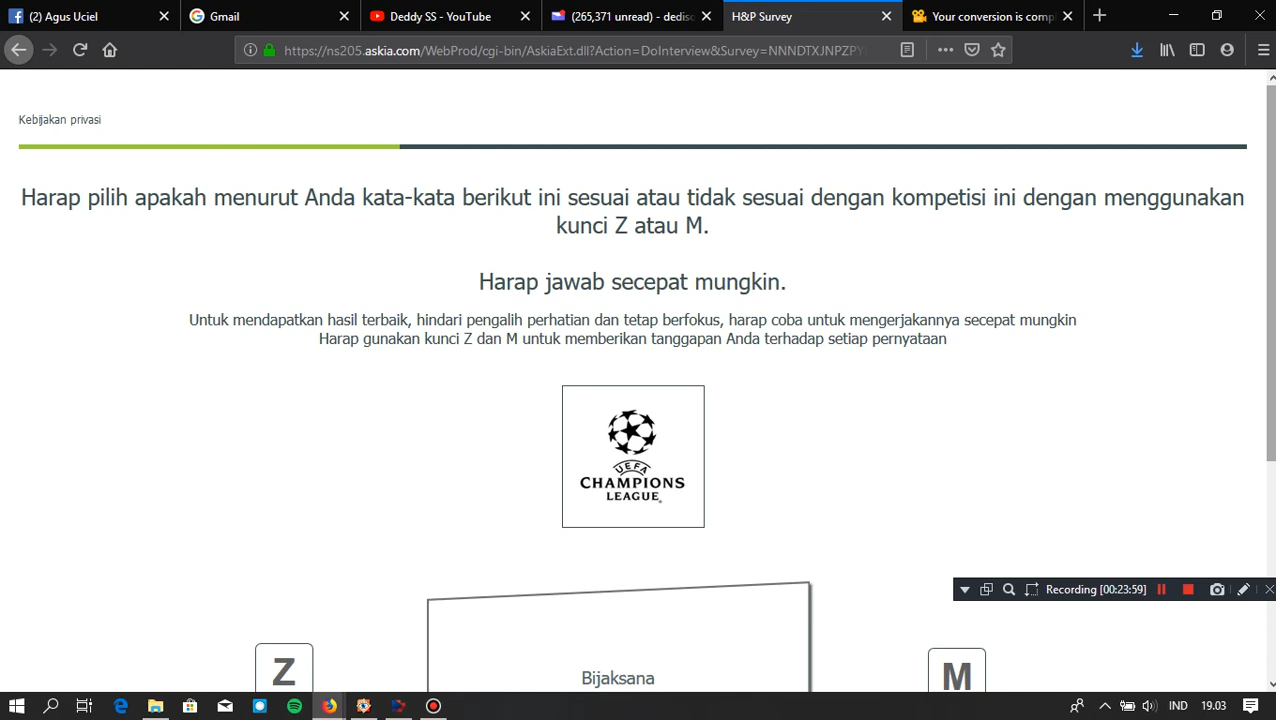 (2) Agus Uciel
Gmail
Deddy SS - YouTube
(265,371 unread) - dedisc
H&P Survey
Your conversion is comp
https://ns205.askia.com/WebProd/cgi-bin/AskiaExt.dll?Action=DoInterview&Survey=NNNDTXJNPZPY
Kebijakan privasi
Harap pilih apakah menurut Anda kata-kata berikut ini sesuai atau tidak sesuai dengan kompetisi ini dengan menggunakan
kunci Z atau M.
Harap jawab secepat mungkin.
Untuk mendapatkan hasil terbaik, hindari pengalih perhatian dan tetap berfokus, harap coba untuk mengerjakannya secepat mungkin
Harap gunakan kunci Z dan M untuk memberikan tanggapan Anda terhadap setiap pernyataan
UEFA
CHAMPIONS
LEAGUE
Recording [00:23:59]
Z
Bijaksana
M
IND
19.03